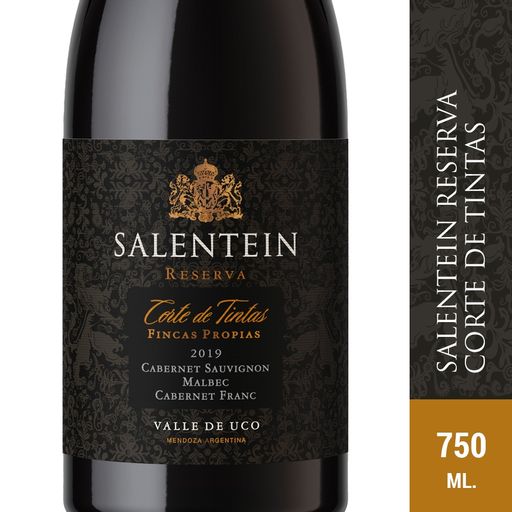 SALENTEIN
RESERVA
Corte de Tintas
FINCAS PROPIAS
2019
CABERNET SAUVIGNON
MALBEC
CABERNET FRANC
VALLE DE UCO
MENDOZA ARGENTINA
SALENTEIN RESERVA
CORTE DE TINTAS
750
ML.